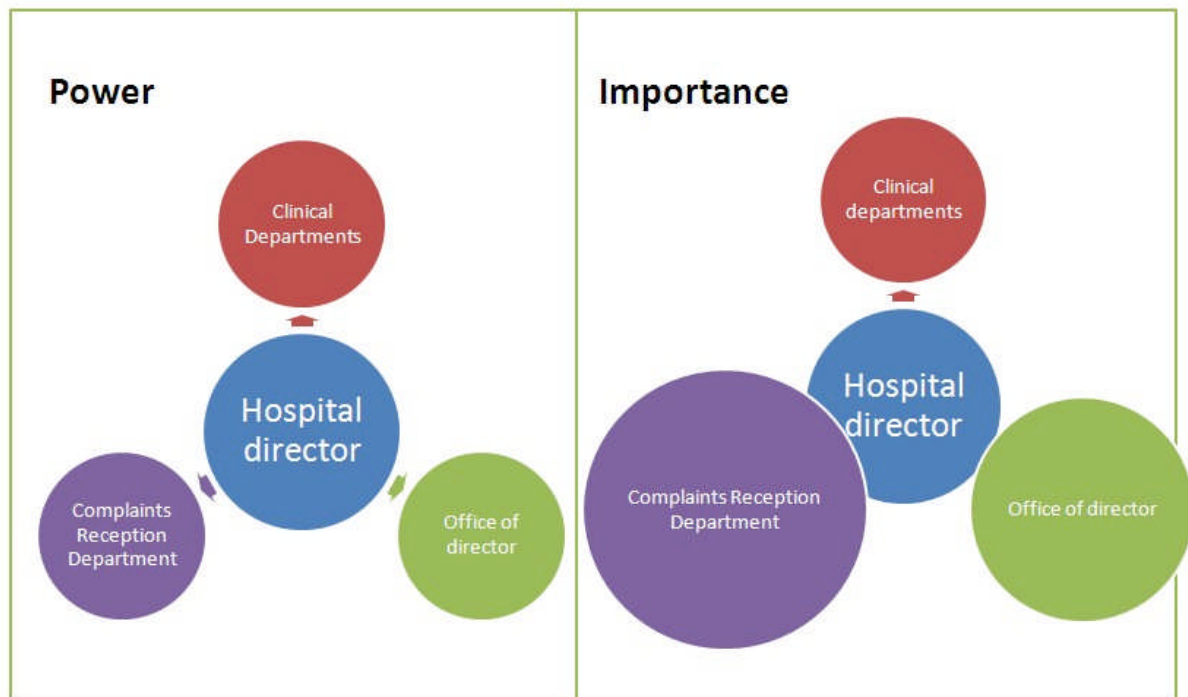 Power
Clinical
Departments
Hospital
director
Complaints
Reception
Department
Office of
director
Importance
Clinical
departments
Hospital
director
Complaints Reception
Department
Office of director